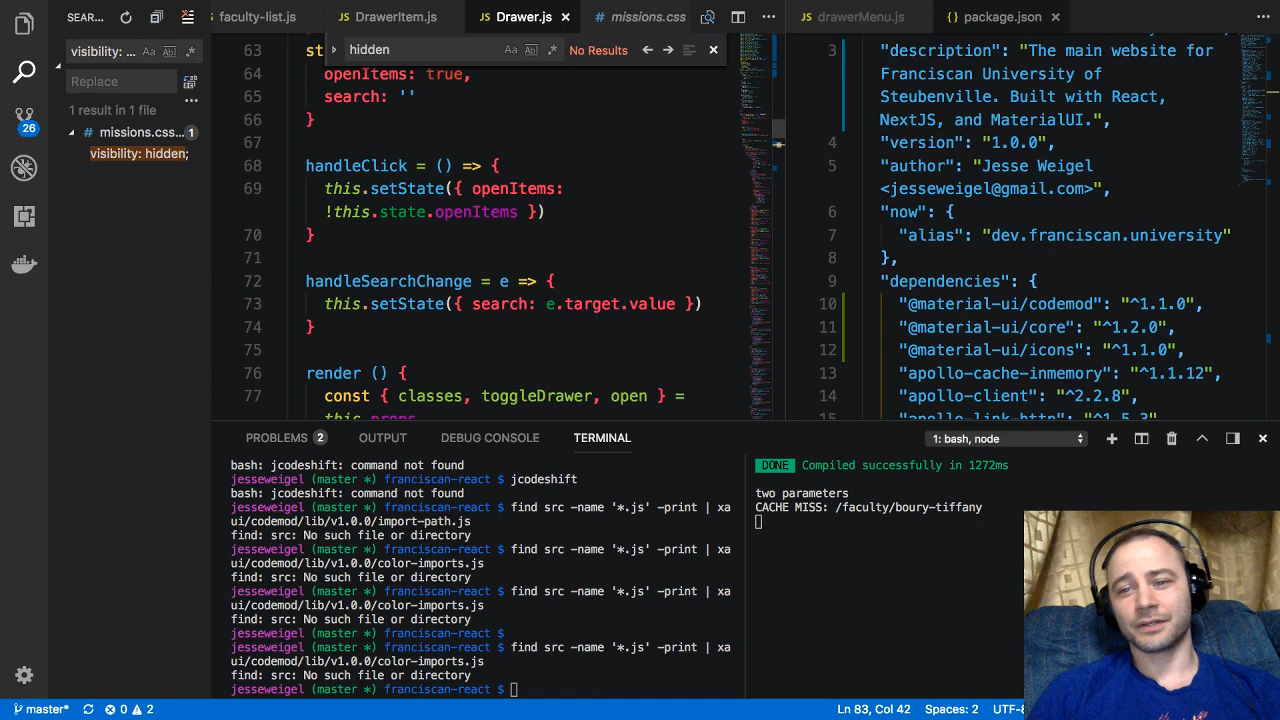 faculty-list.js
DrawerItem.js
Drawer.js
missions.css
drawerMenu.js
package.json
SEAR...
visibility: ...
Replace
...
1 result in 1 file
missions.css... 1
visibility: hidden;
26
hidden
No Results
63
64 openItems: true,
65 search: ''
66 }
67
68 handleClick = () => {
69 this.setState({ openItems:
!this.state.openItems })
70 }
71
72 handleSearchChange = e => {
73 this.setState({ search: e.target.value })
74 }
75
76 render () {
77 const { classes, toggleDrawer, open } =
this.props
3 "description": "The main website for
Franciscan University of
Steubenville. Built with React,
NextJS, and MaterialUI.",
4 "version": "1.0.0",
5 "author": "Jesse Weigel
<jesseweigel@gmail.com>",
6 "now": {
7 "alias": "dev.franciscan.university"
8 },
9 "dependencies": {
10 "@material-ui/codemod": "^1.1.0",
11 "@material-ui/core": "^1.2.0",
12 "@material-ui/icons": "^1.1.0",
13 "apollo-cache-inmemory": "^1.1.12",
14 "apollo-client": "^2.2.8",
15 "apollo-link-http": "^1.5.3",
PROBLEMS 2
OUTPUT
DEBUG CONSOLE
TERMINAL
1: bash, node
bash: jcodeshift: command not found
jesseweigel (master *) franciscan-react $ jcodeshift
bash: jcodeshift: command not found
jesseweigel (master *) franciscan-react $ find src -name '*.js' -print | xa
ui/codemod/lib/v1.0.0/import-path.js
find: src: No such file or directory
jesseweigel (master *) franciscan-react $ find src -name '*.js' -print | xa
ui/codemod/lib/v1.0.0/color-imports.js
find: src: No such file or directory
jesseweigel (master *) franciscan-react $ find src -name '*.js' -print | xa
ui/codemod/lib/v1.0.0/color-imports.js
find: src: No such file or directory
jesseweigel (master *) franciscan-react $
jesseweigel (master *) franciscan-react $ find src -name '*.js' -print | xa
ui/codemod/lib/v1.0.0/color-imports.js
find: src: No such file or directory
jesseweigel (master *) franciscan-react $
DONE Compiled successfully in 1272ms
two parameters
CACHE MISS: /faculty/boury-tiffany
master*
0
2
Ln 83, Col 42
Spaces: 2